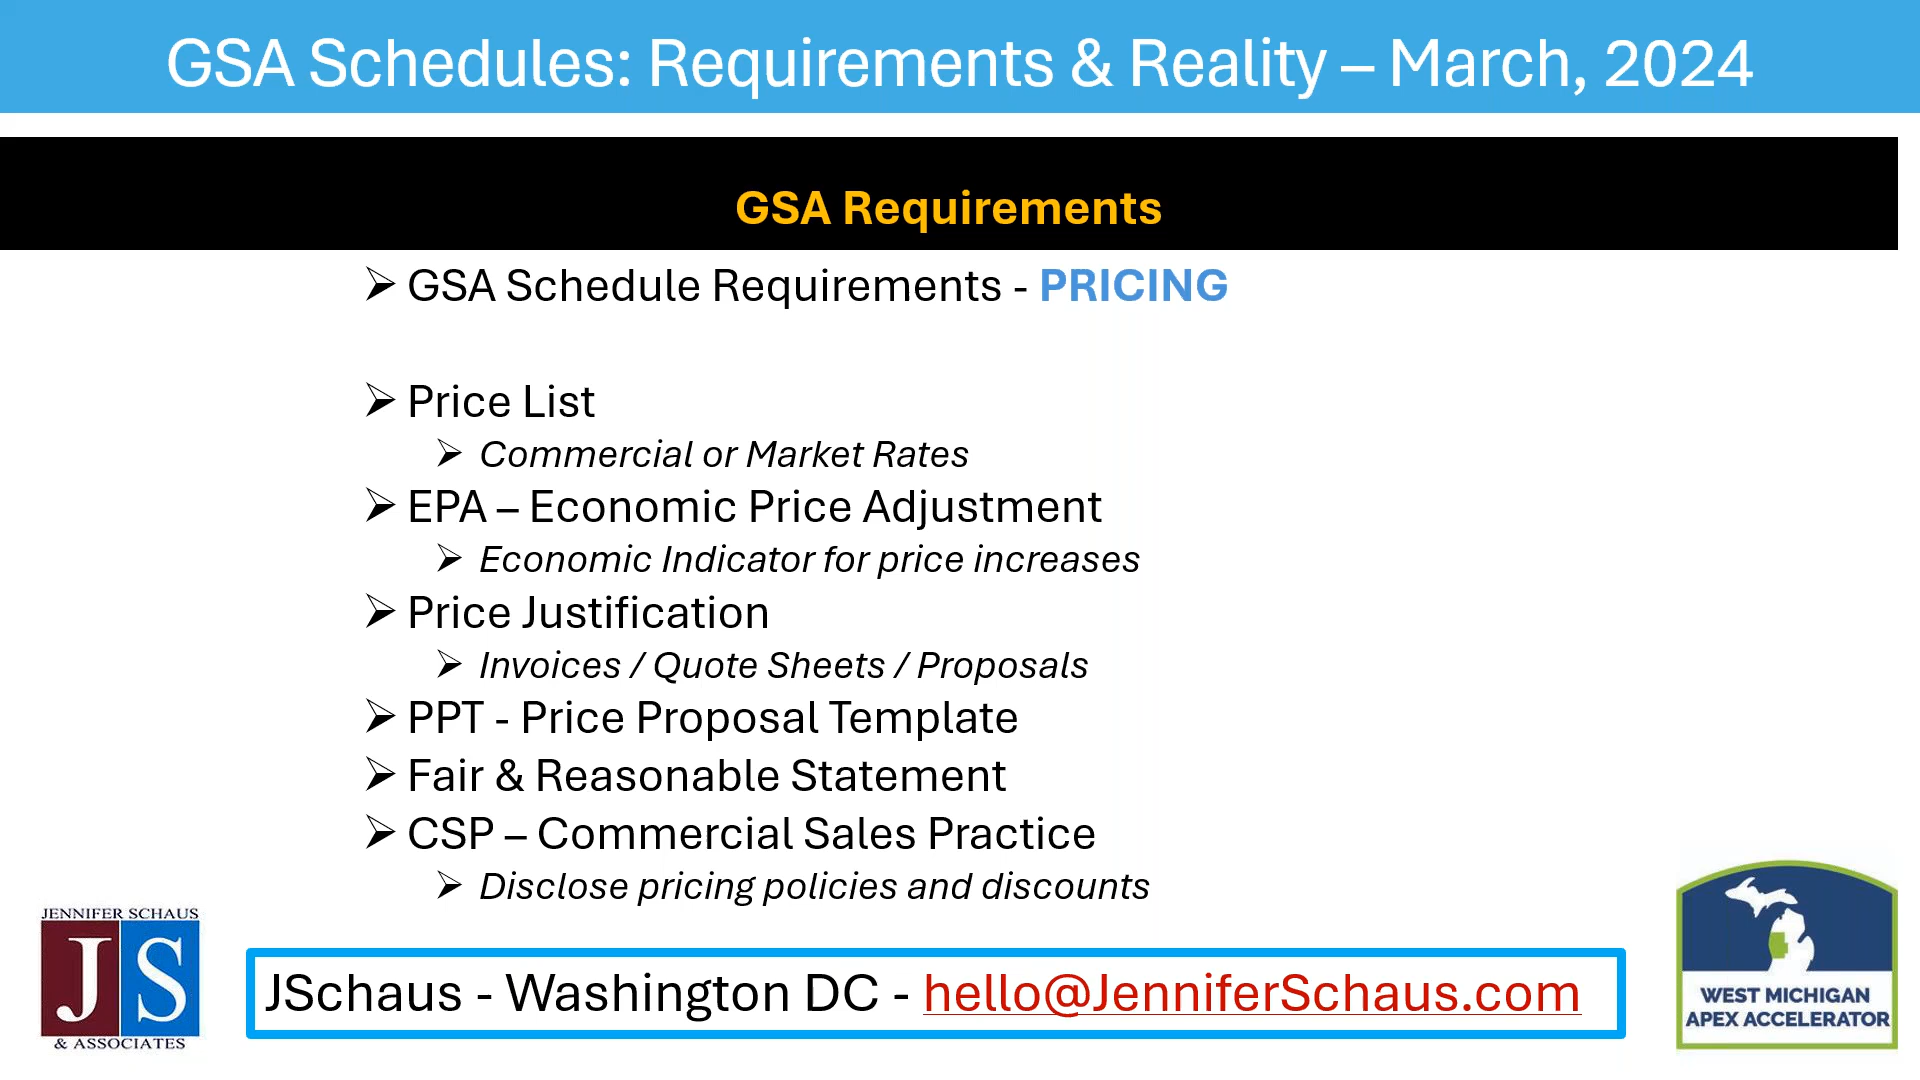 GSA Schedules: Requirements & Reality – March, 2024
GSA Requirements
➢ GSA Schedule Requirements - PRICING
➢ Price List
➢ Commercial or Market Rates
➢ EPA – Economic Price Adjustment
➢ Economic Indicator for price increases
➢ Price Justification
➢ Invoices / Quote Sheets / Proposals
➢ PPT - Price Proposal Template
➢ Fair & Reasonable Statement
➢ CSP – Commercial Sales Practice
➢ Disclose pricing policies and discounts
JENNIFER SCHAUS
JS
& ASSOCIATES
JSchaus - Washington DC - hello@JenniferSchaus.com
WEST MICHIGAN
APEX ACCELERATOR